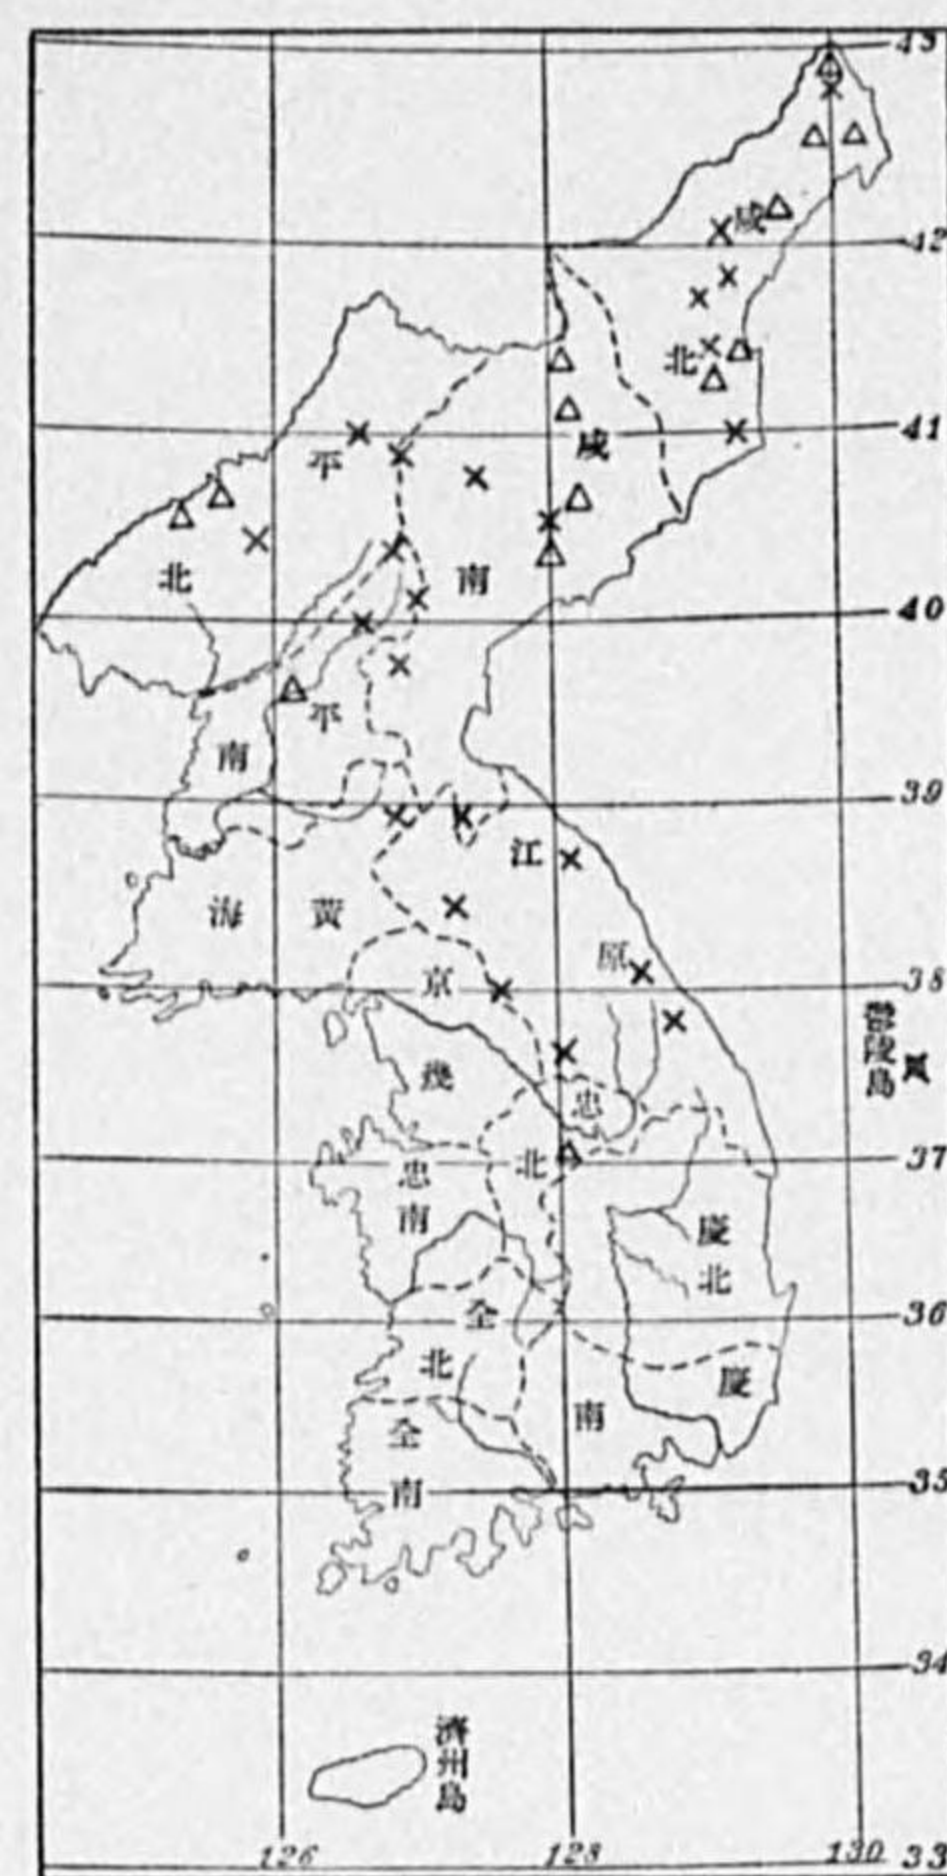 43
咸
42
北
41
咸
平
北
南
40
平
南
39
江
海 黃
原
京
38
鬱陵島
畿
忠
37
北
忠
南
慶
北
36
全
北
慶
南
全
南
35
34
濟州島
126 128 130 33